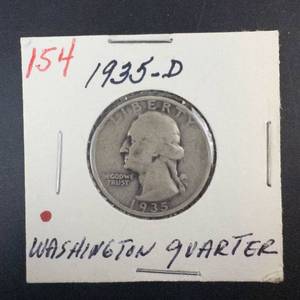 154
1935-D
LIBERTY
IN GOD WE
TRUST
1935
WASHINGTON QUARTER